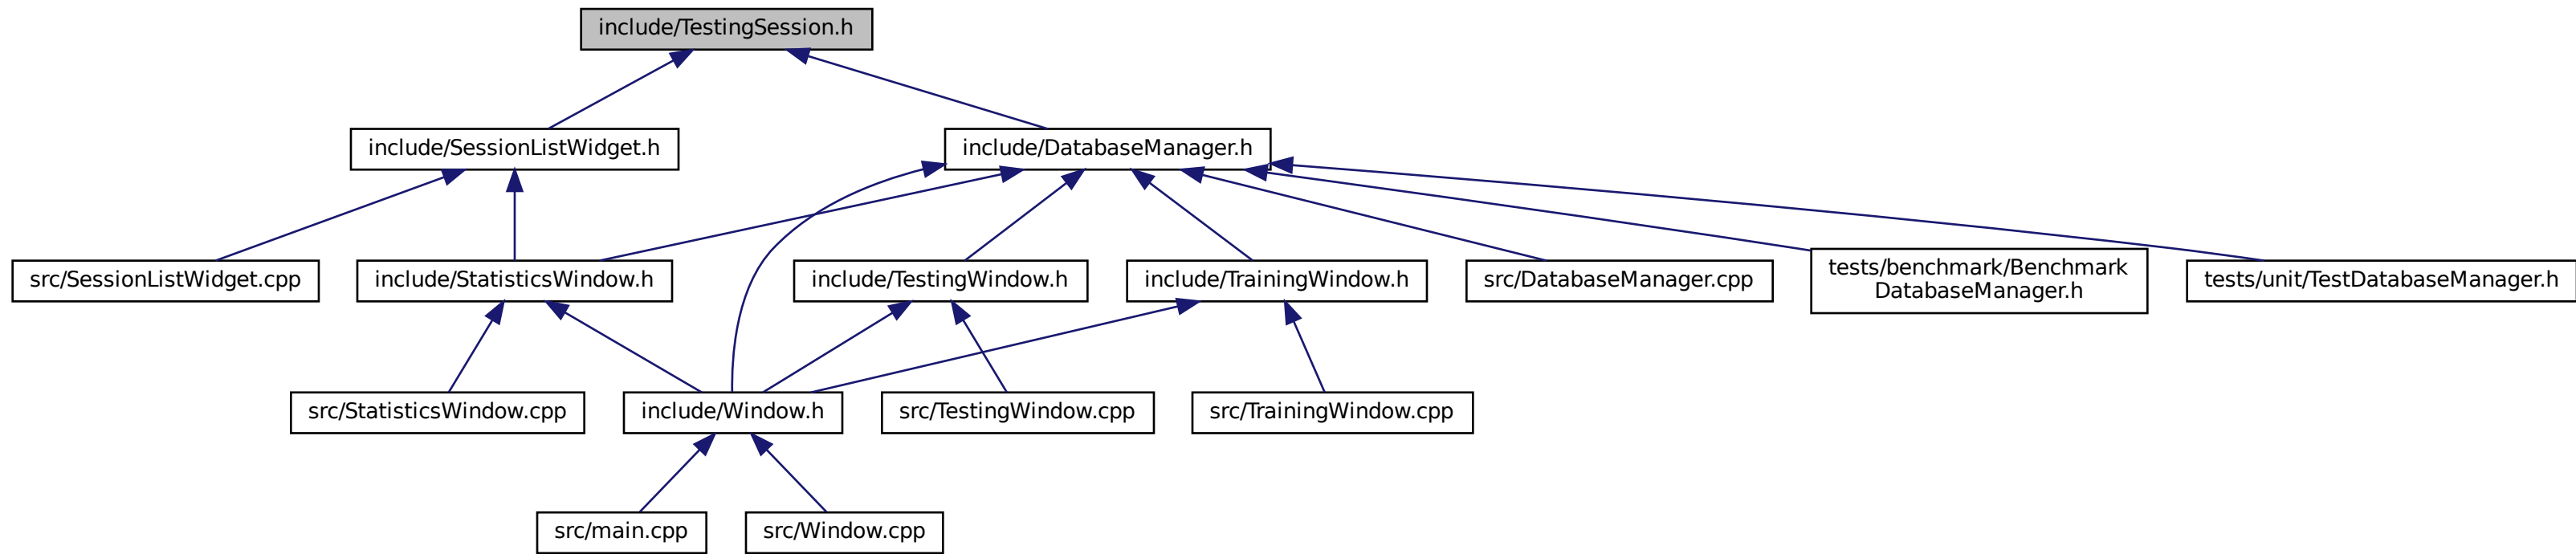 include/TestingSession.h
include/SessionListWidget.h
include/DatabaseManager.h
src/SessionListWidget.cpp
include/StatisticsWindow.h
include/TestingWindow.h
include/TrainingWindow.h
src/DatabaseManager.cpp
tests/benchmark/Benchmark
DatabaseManager.h
tests/unit/TestDatabaseManager.h
src/StatisticsWindow.cpp
include/Window.h
src/TestingWindow.cpp
src/TrainingWindow.cpp
src/main.cpp
src/Window.cpp